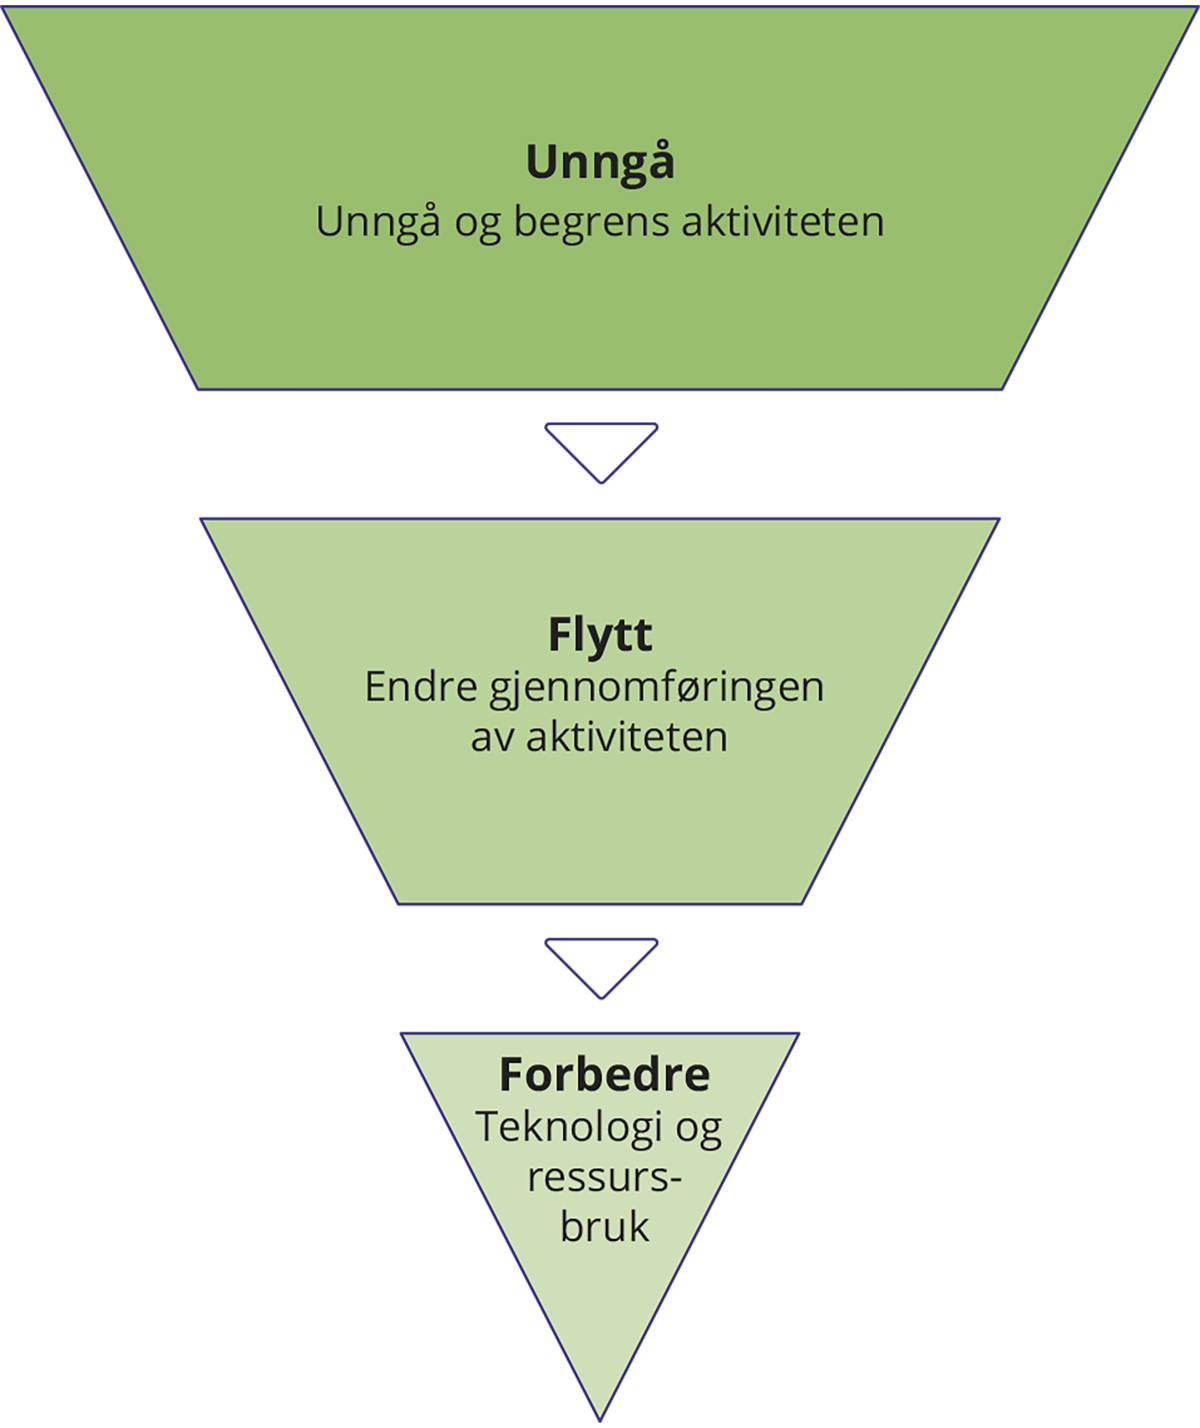 Unngå
Unngå og begrens aktiviteten
Flytt
Endre gjennomføringen
av aktiviteten
Forbedre
Teknologi og
ressurs-
bruk